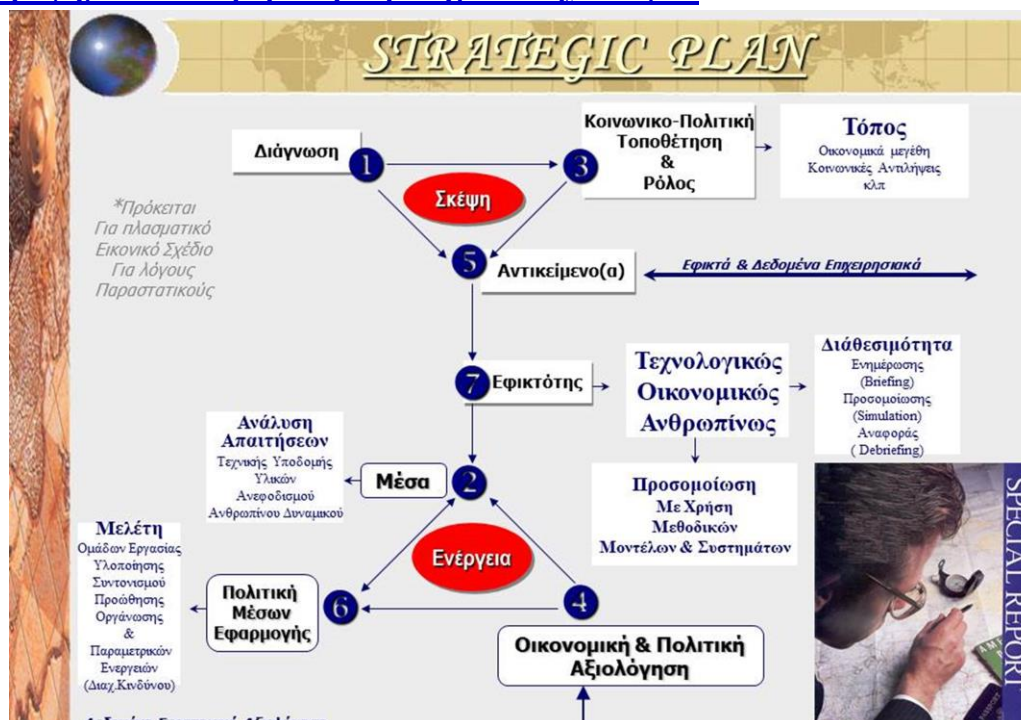 STRATEGIC PLAN
Διάγνωση
1
3
Κοινωνικο-Πολιτική
Τοποθέτηση
&
Ρόλος
Τόπος
Οικονομικά μεγέθη
Κοινωνικές Αντιλήψεις
κλπ
Σκέψη
*Πρόκειται
Για πλασματικό
Εικονικό Σχέδιο
Για λόγους
Παραστατικούς
5
Αντικείμενο(α)
Εφικτά & Δεδομένα Επιχειρησιακά
7
Εφικτότης
Τεχνολογικώς
Οικονομικώς
Ανθρωπίνως
Διάθεσιμότητα
Ενημέρωσης
(Briefing)
Προσομοίωσης
(Simulation)
Αναφοράς
( Debriefing)
Ανάλυση
Απαιτήσεων
Τεχνικής Υποδομής
Υλικών
Ανεφοδισμού
Ανθρωπίνου Δυναμικού
Μέσα
2
Προσομοίωση
Με Χρήση
Μεθοδικών
Μοντέλων & Συστημάτων
Μελέτη
Ομάδων Εργασίας
Υλοποίησης
Συντονισμού
Προώθησης
Οργάνωσης
&
Παραμετρικών
Ενεργειών
(Διαχ.Κινδύνου)
Ενέργεια
Πολιτική
Μέσων
Εφαρμογής
6
4
Οικονομική & Πολιτική
Αξιολόγηση
SPECIAL REPORT